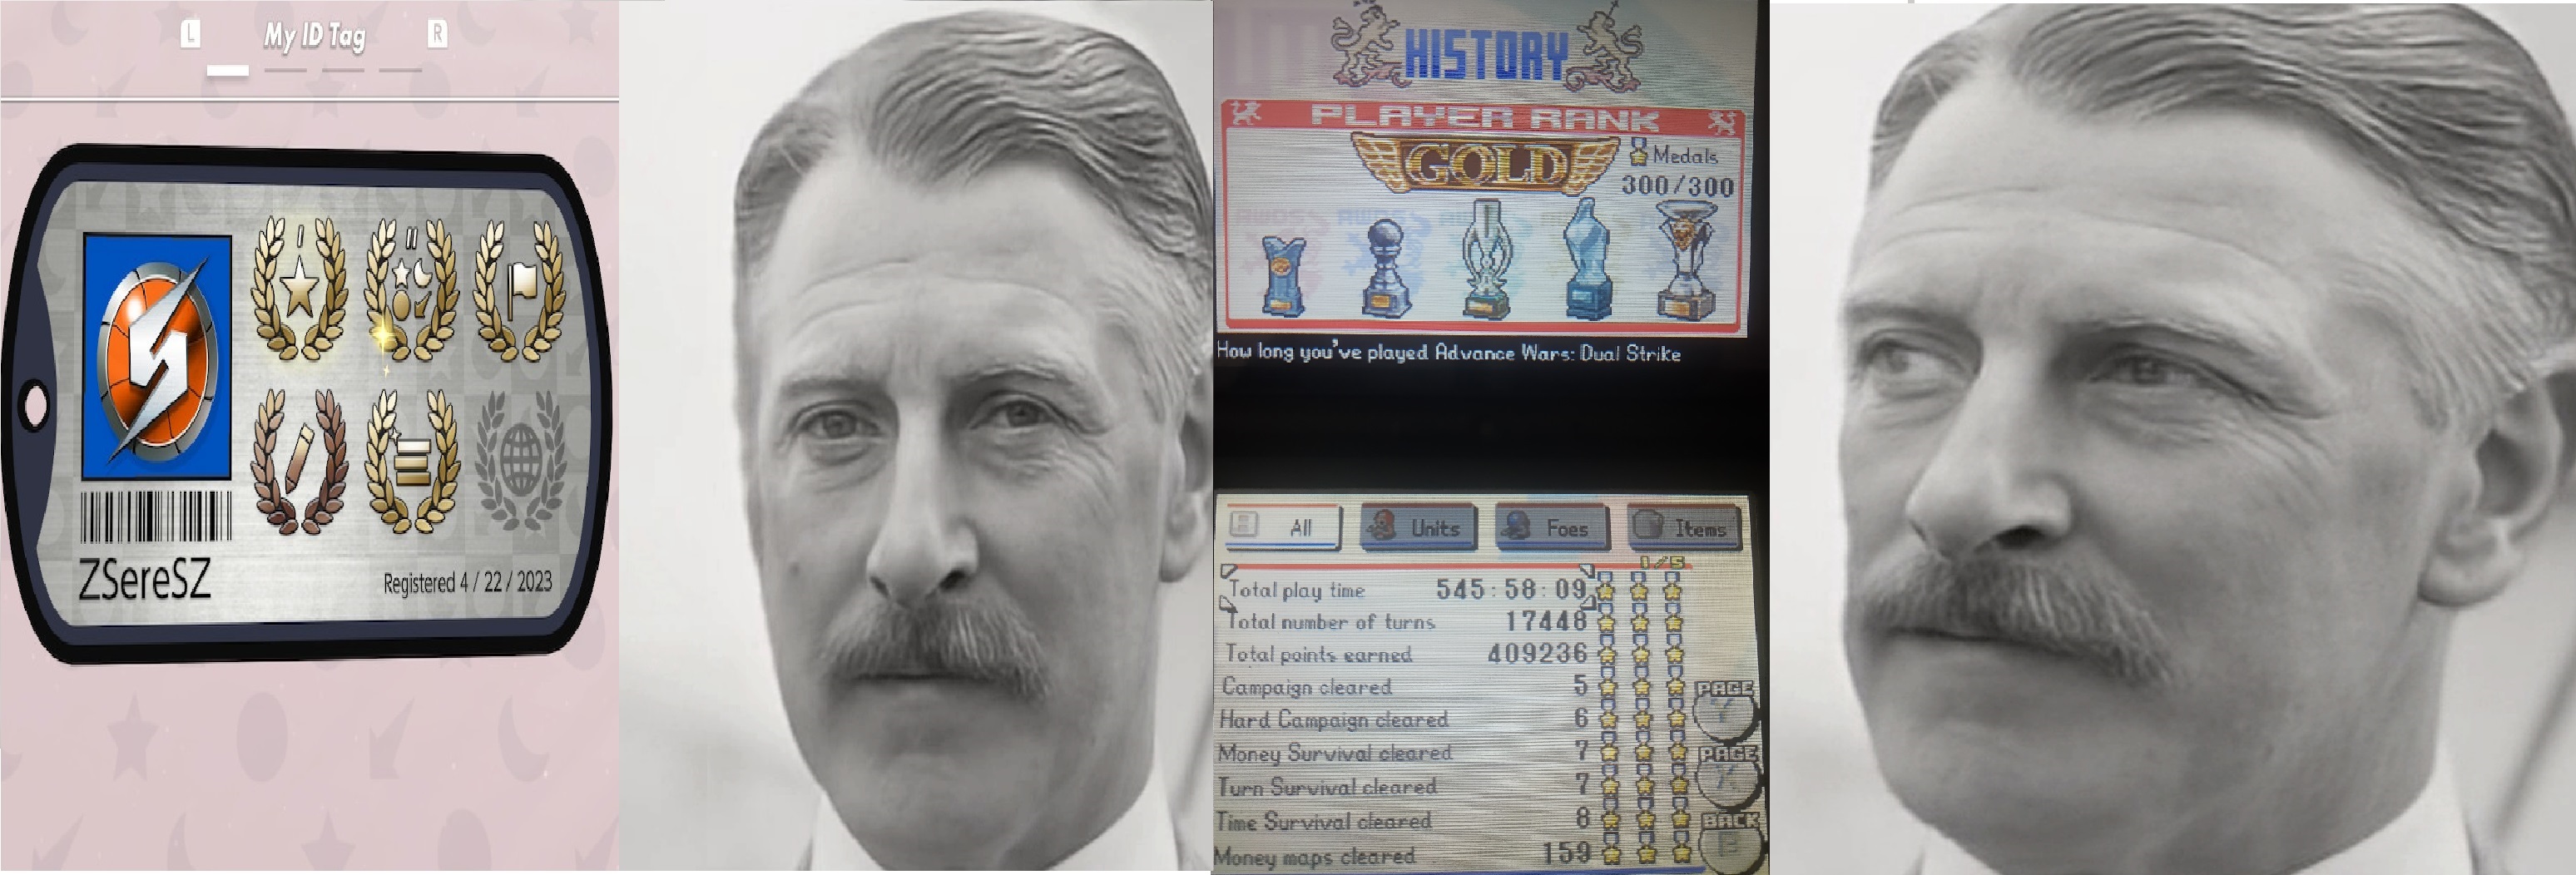 L My ID Tag R
I II
ZSereSZ
Registered 4 / 22 / 2023
HISTORY
PLAYER RANK
GOLD
Medals
300/300
How long you've played Advance Wars: Dual Strike
All Units Foes Items
1/5
Total play time 545:58:09
Total number of turns 17448
Total points earned 409236
Campaign cleared 5
PAGE
Y
Hard Campaign cleared 6
Money Survival cleared 7
PAGE
X
Turn Survival cleared 7
Time Survival cleared 8
BACK
B
Money maps cleared 159